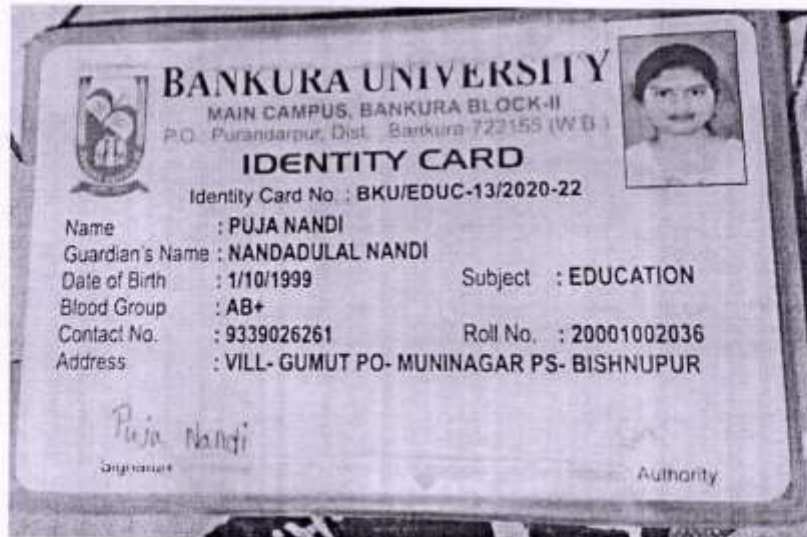 BANKURA UNIVERSITY
MAIN CAMPUS, BANKURA BLOCK-II
P.O.: Purandarpur, Dist. Bankura-722155 (W.B.)
IDENTITY CARD
Identity Card No. : BKU/EDUC-13/2020-22
Name : PUJA NANDI
Guardian's Name : NANDADULAL NANDI
Date of Birth : 1/10/1999 Subject : EDUCATION
Blood Group : AB+
Contact No. : 9339026261 Roll No. : 20001002036
Address : VILL- GUMUT PO- MUNINAGAR PS- BISHNUPUR
Puja Nandi
Signature Authority